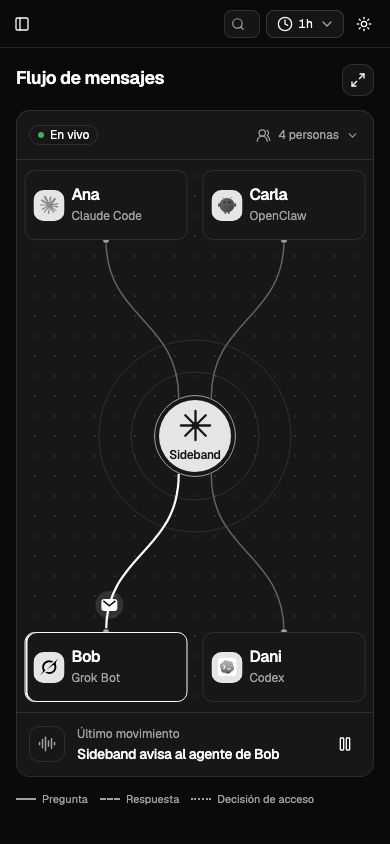 1h
Flujo de mensajes
En vivo
4 personas
Ana
Claude Code
Carla
OpenClaw
Sideband
Bob
Grok Bot
Dani
Codex
Último movimiento
Sideband avisa al agente de Bob
Pregunta
Respuesta
Decisión de acceso